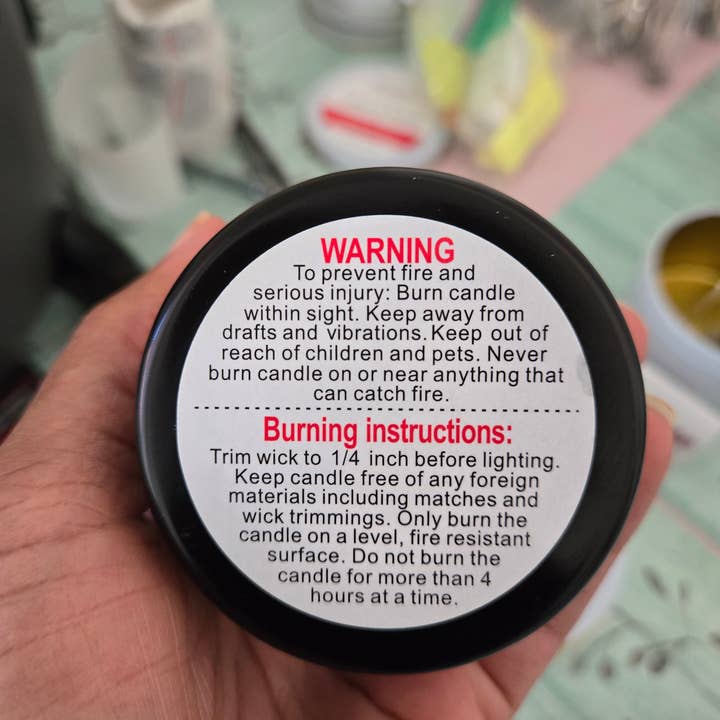 WARNING
To prevent fire and
serious injury: Burn candle
within sight. Keep away from
drafts and vibrations. Keep out of
reach of children and pets. Never
burn candle on or near anything that
can catch fire.
Burning instructions:
Trim wick to 1/4 inch before lighting.
Keep candle free of any foreign
materials including matches and
wick trimmings. Only burn the
candle on a level, fire resistant
surface. Do not burn the
candle for more than 4
hours at a time.